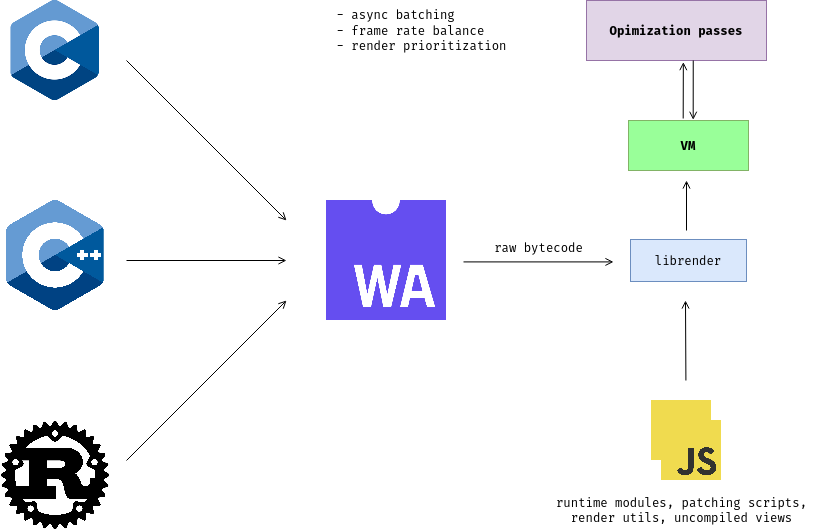 - async batching
- frame rate balance
- render prioritization
Opimization passes
VM
C
C++
raw bytecode
librender
WA
R
JS
runtime modules, patching scripts,
render utils, uncompiled views